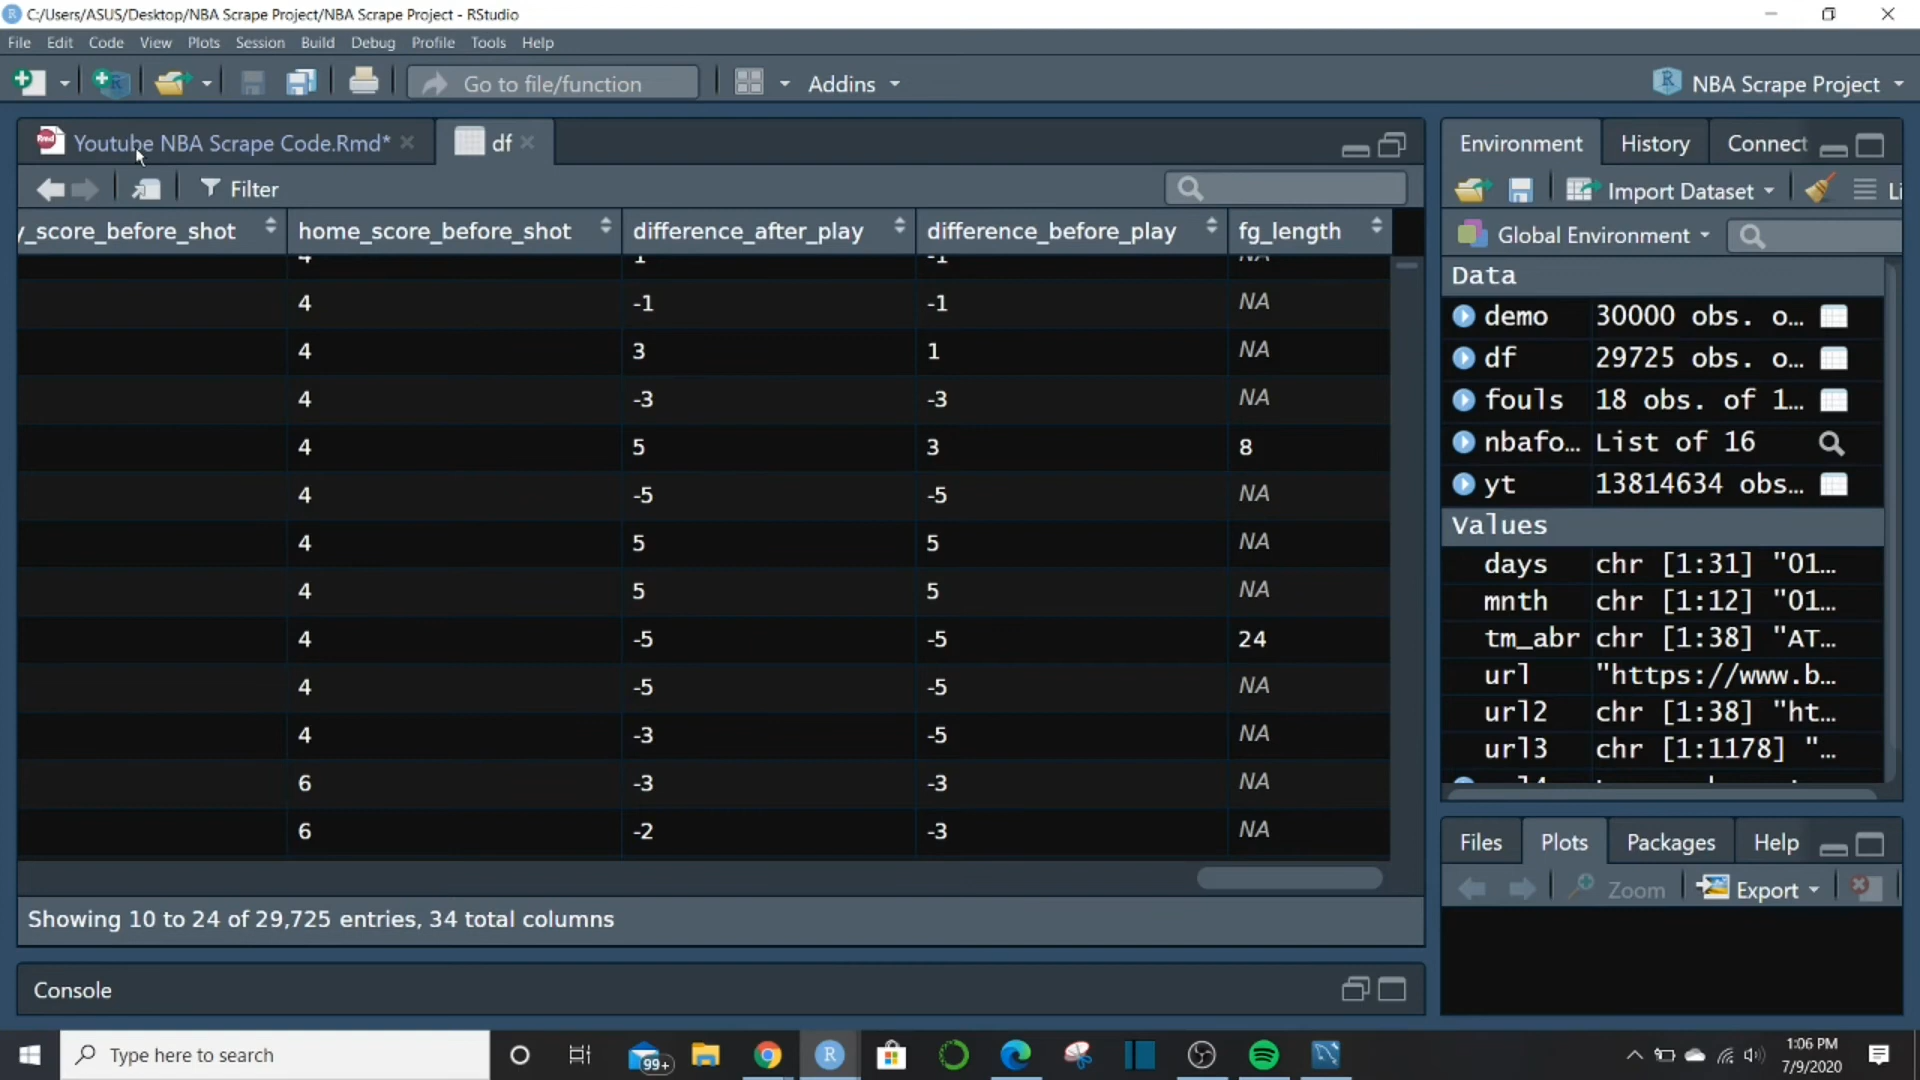 C:/Users/ASUS/Desktop/NBA Scrape Project/NBA Scrape Project - RStudio
File Edit Code View Plots Session Build Debug Profile Tools Help
Go to file/function Addins NBA Scrape Project
Youtube NBA Scrape Code.Rmd* df
Filter
y_score_before_shot home_score_before_shot difference_after_play difference_before_play fg_length
4 1 -1 NA
4 -1 -1 NA
4 3 1 NA
4 -3 -3 NA
4 5 3 8
4 -5 -5 NA
4 5 5 NA
4 5 5 NA
4 -5 -5 24
4 -5 -5 NA
4 -3 -5 NA
6 -3 -3 NA
6 -2 -3 NA
Showing 10 to 24 of 29,725 entries, 34 total columns
Console
Environment History Connect
Import Dataset Li
Global Environment
Data
demo 30000 obs. o...
df 29725 obs. o...
fouls 18 obs. of 1...
nbafo... List of 16
yt 13814634 obs...
Values
days chr [1:31] "01...
mnth chr [1:12] "01...
tm_abr chr [1:38] "AT...
url "https://www.b...
url2 chr [1:38] "ht...
url3 chr [1:1178] "...
Files Plots Packages Help
Zoom Export
Type here to search
99+
1:06 PM
7/9/2020